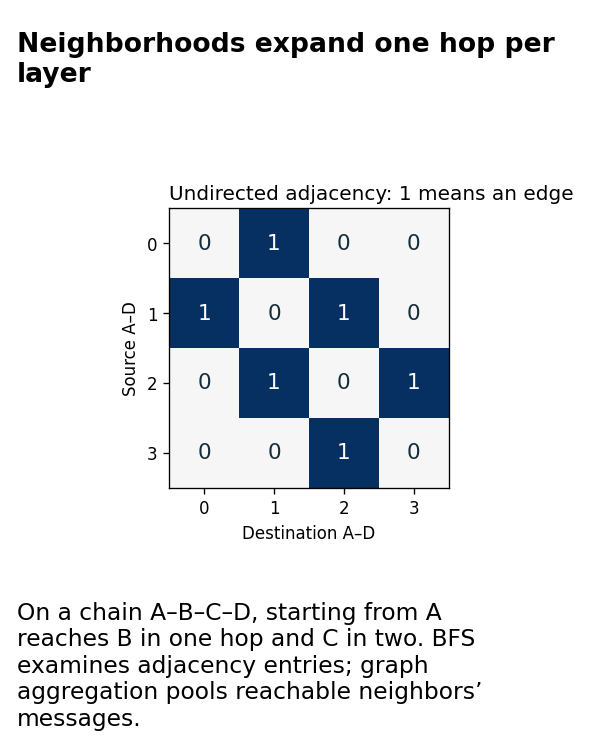 Neighborhoods expand one hop per
layer
Undirected adjacency: 1 means an edge
0 0 1 0 0
1 1 0 1 0
2 0 1 0 1
3 0 0 1 0
Source A–D
0 1 2 3
Destination A–D
On a chain A–B–C–D, starting from A
reaches B in one hop and C in two. BFS
examines adjacency entries; graph
aggregation pools reachable neighbors’
messages.